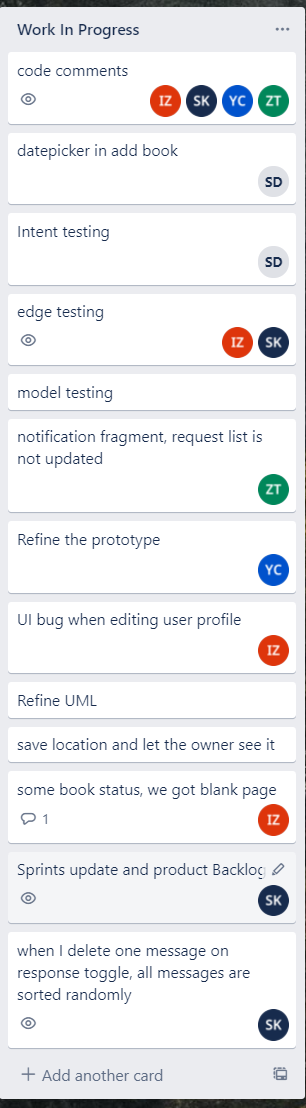 Work In Progress
code comments
IZ SK YC ZT
datepicker in add book
SD
Intent testing
SD
edge testing
IZ SK
model testing
notification fragment, request list is
not updated
ZT
Refine the prototype
YC
UI bug when editing user profile
IZ
Refine UML
save location and let the owner see it
some book status, we got blank page
1 IZ
Sprints update and product Backlog
SK
when I delete one message on
response toggle, all messages are
sorted randomly
SK
+ Add another card